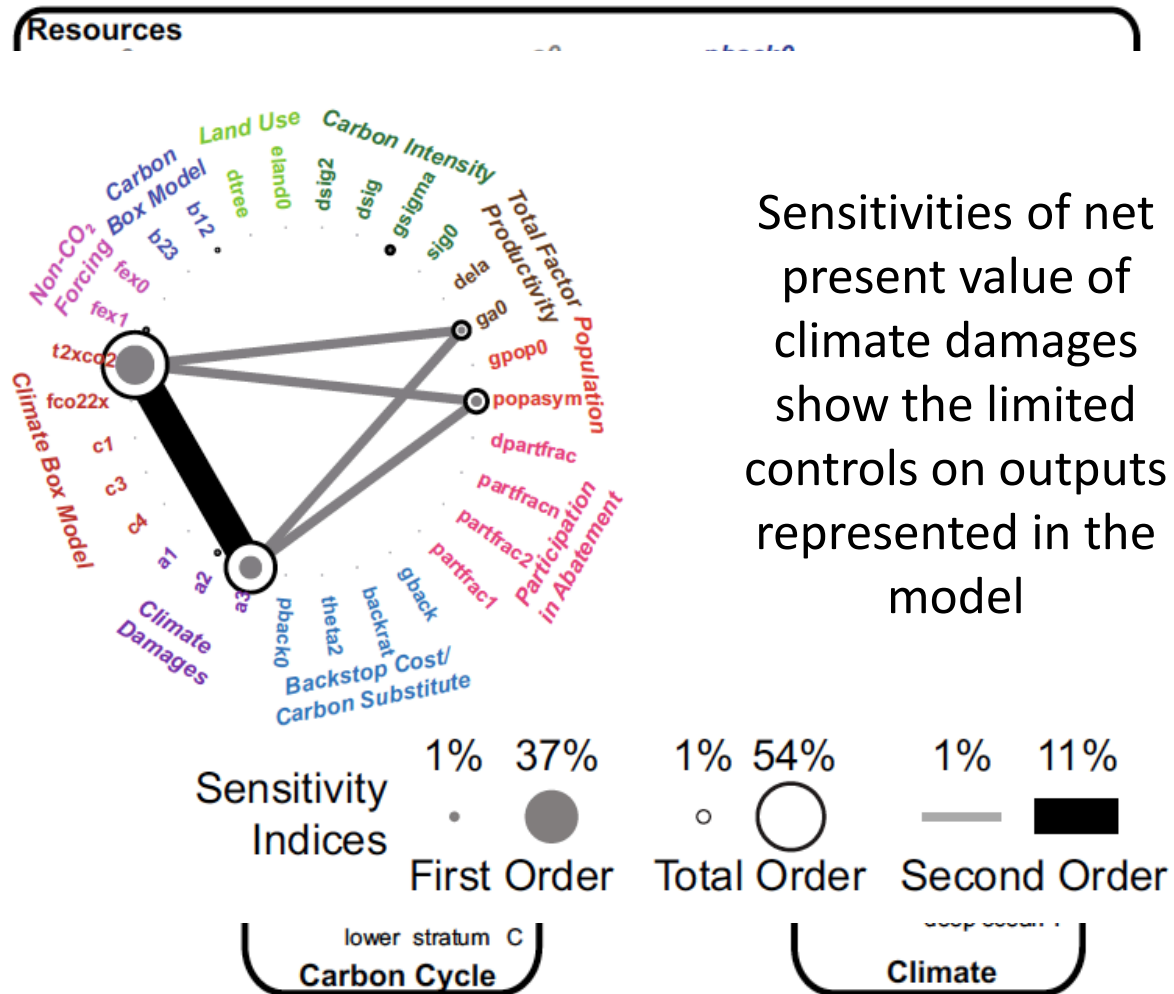 Resources
Land Use
Carbon Intensity
Carbon
Box Model
Non-CO₂
Forcing
Total Factor
Productivity
Population
Participation
in Abatement
Backstop Cost/
Carbon Substitute
Climate
Damages
Climate Box Model
dtree
eland0
dsig2
dsig
gsigma
sig0
dela
ga0
gpop0
popasym
dpartfrac
partfracn
partfrac2
partfrac1
gback
backrat
theta2
pback0
a3
a2
a1
c4
c3
c1
fco22x
t2xco2
fex1
fex0
b23
b12
Sensitivities of net
present value of
climate damages
show the limited
controls on outputs
represented in the
model
1% 37% 1% 54% 1% 11%
Sensitivity
Indices
First Order Total Order Second Order
lower stratum C
Carbon Cycle
Climate